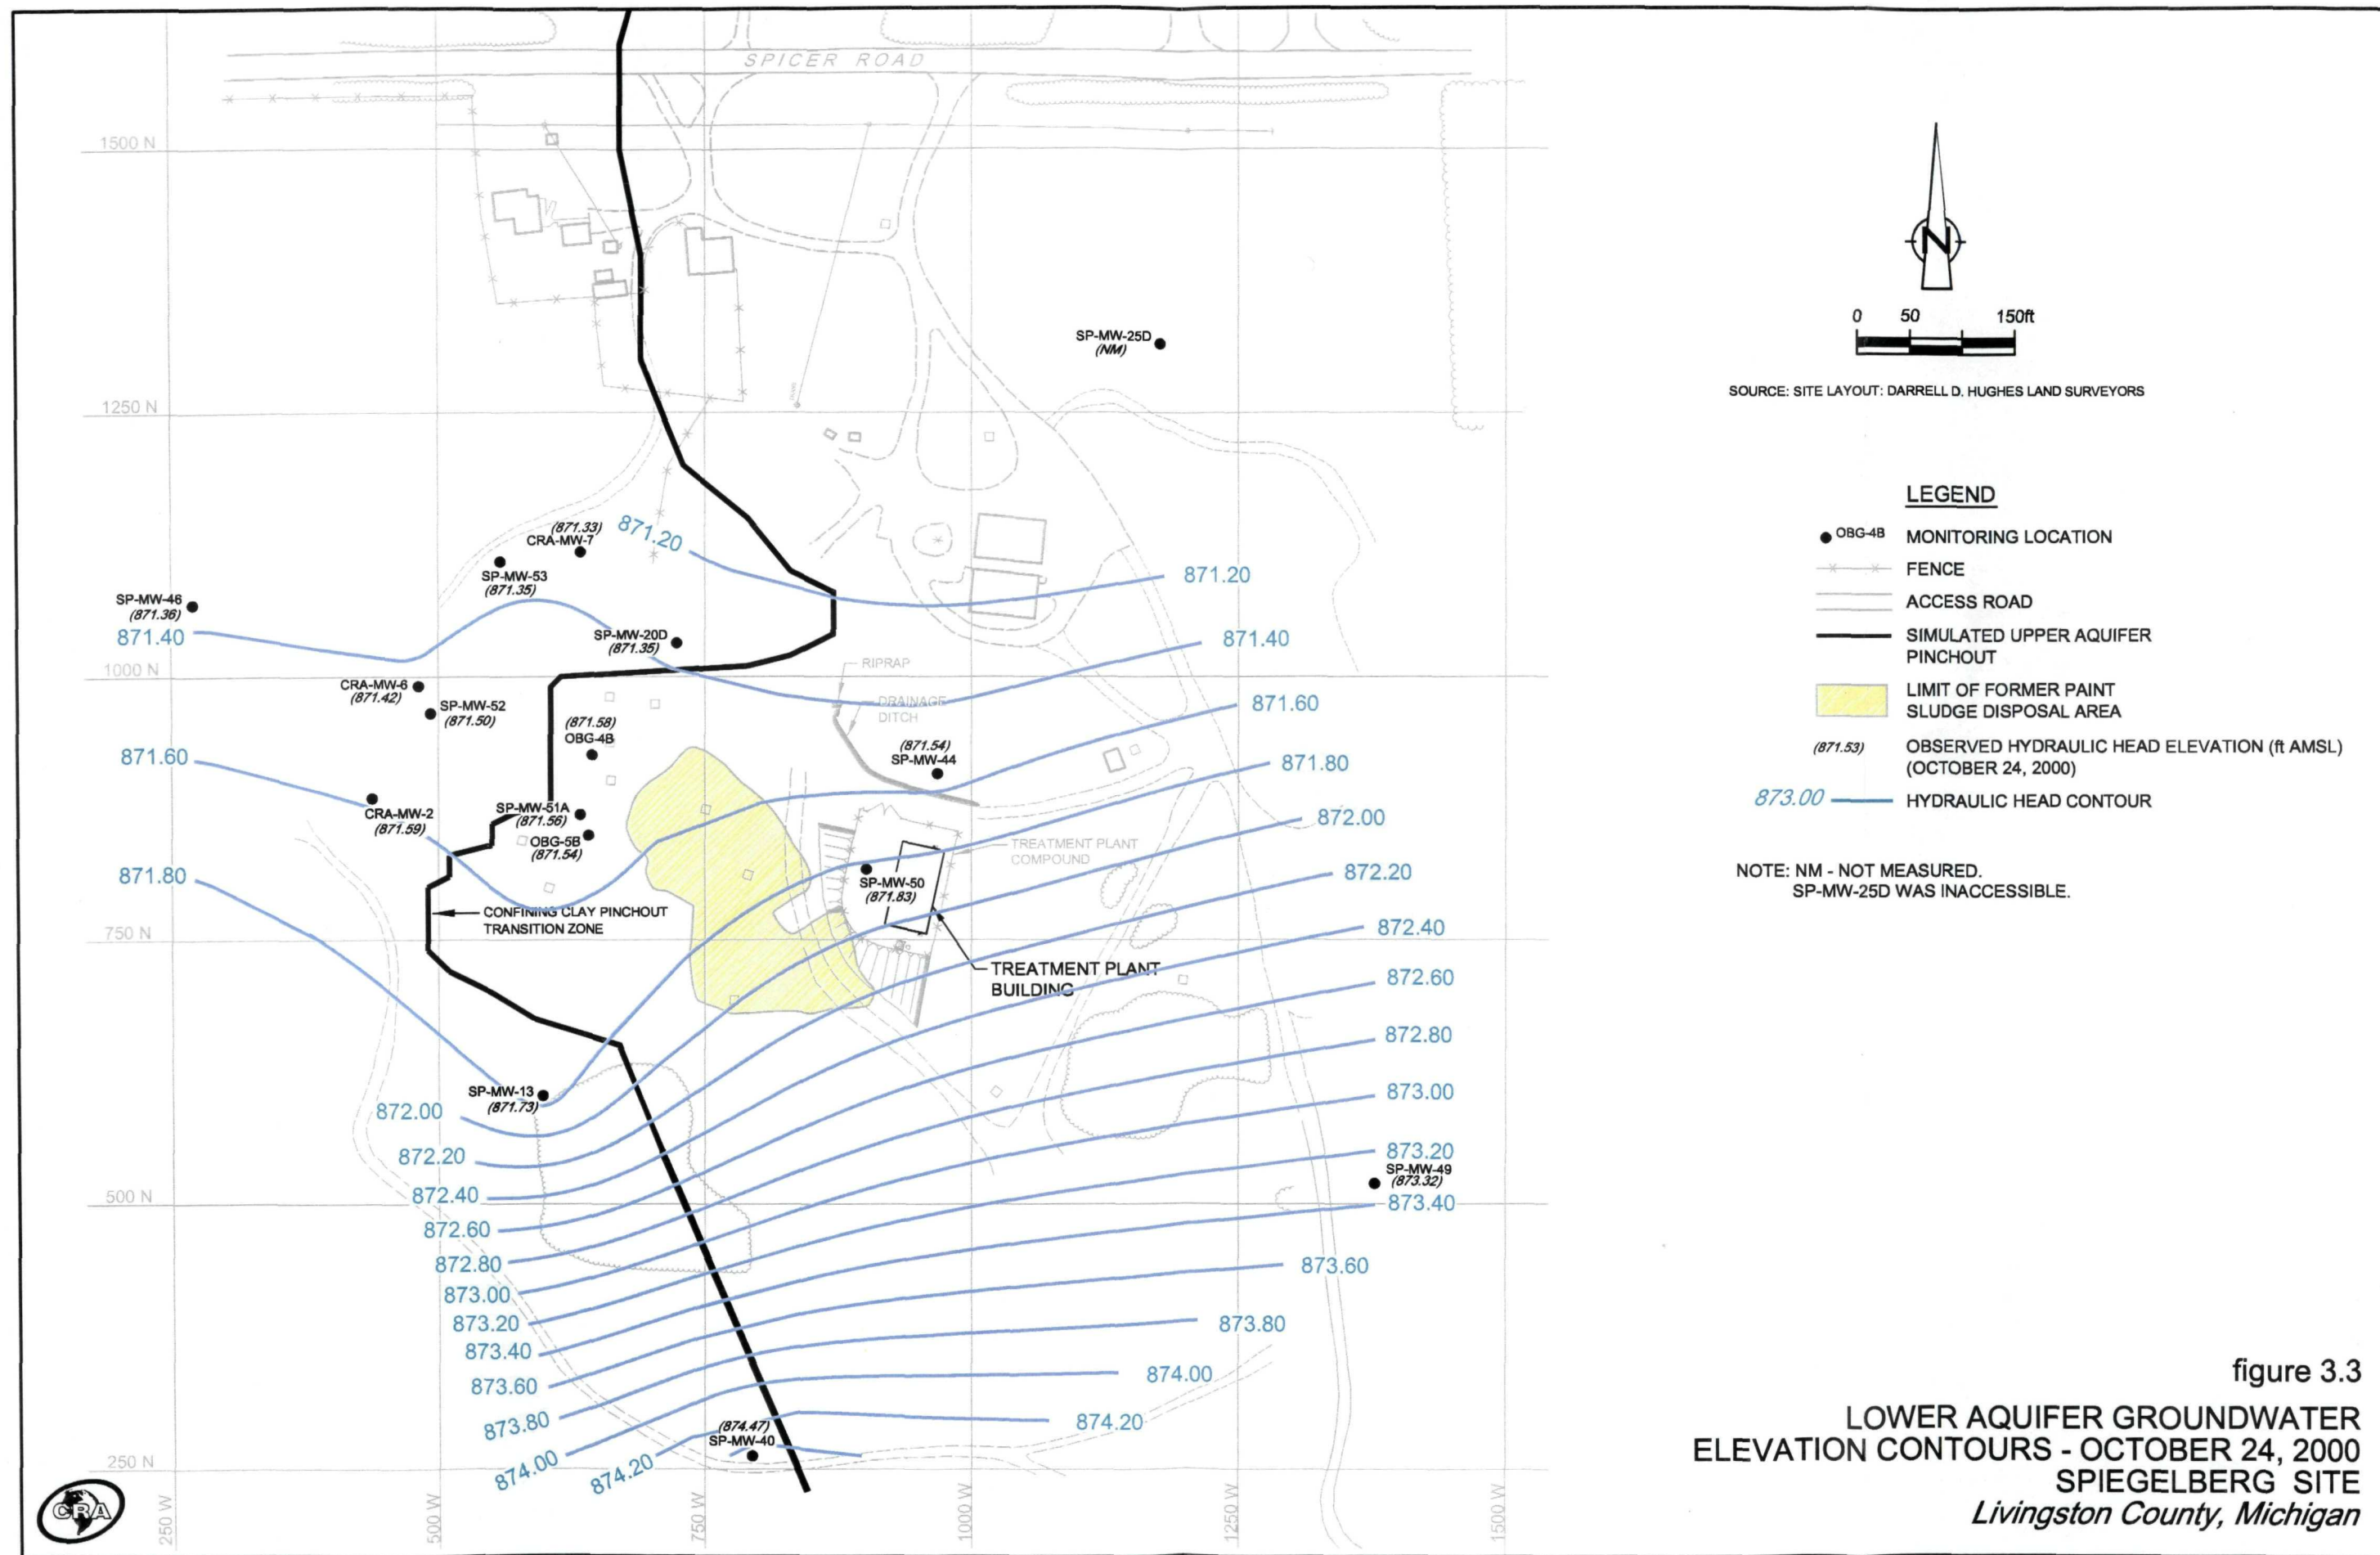 SPICER ROAD
1500 N
1250 N
SP-MW-25D
(NM)
(871.33)
CRA-MW-7
871.20
SP-MW-53
(871.35)
871.20
SP-MW-46
(871.36)
871.40
SP-MW-20D
(871.35)
871.40
1000 N
RIPRAP
CRA-MW-6
(871.42)
SP-MW-52
(871.50)
DRAINAGE
DITCH
871.60
(871.58)
OBG-4B
(871.54)
SP-MW-44
871.60
871.80
CRA-MW-2
(871.59)
SP-MW-51A
(871.56)
OBG-5B
(871.54)
872.00
TREATMENT PLANT
COMPOUND
871.80
SP-MW-50
(871.83)
872.20
CONFINING CLAY PINCHOUT
TRANSITION ZONE
750 N
872.40
TREATMENT PLANT
BUILDING
872.60
872.80
SP-MW-13
(871.73)
872.00
873.00
872.20
873.20
SP-MW-49
(873.32)
872.40
500 N
873.40
872.60
872.80
873.60
873.00
873.20
873.80
873.40
873.60
874.00
873.80
(874.47)
SP-MW-40
874.20
874.00
874.20
250 N
250 W
500 W
750 W
1000 W
1250 W
1500 W
CRA
N
0 50 150ft
SOURCE: SITE LAYOUT: DARRELL D. HUGHES LAND SURVEYORS
LEGEND
OBG-4B MONITORING LOCATION
FENCE
ACCESS ROAD
SIMULATED UPPER AQUIFER
PINCHOUT
LIMIT OF FORMER PAINT
SLUDGE DISPOSAL AREA
(871.53) OBSERVED HYDRAULIC HEAD ELEVATION (ft AMSL)
(OCTOBER 24, 2000)
873.00 HYDRAULIC HEAD CONTOUR
NOTE: NM - NOT MEASURED.
SP-MW-25D WAS INACCESSIBLE.
figure 3.3
LOWER AQUIFER GROUNDWATER
ELEVATION CONTOURS - OCTOBER 24, 2000
SPIEGELBERG SITE
Livingston County, Michigan